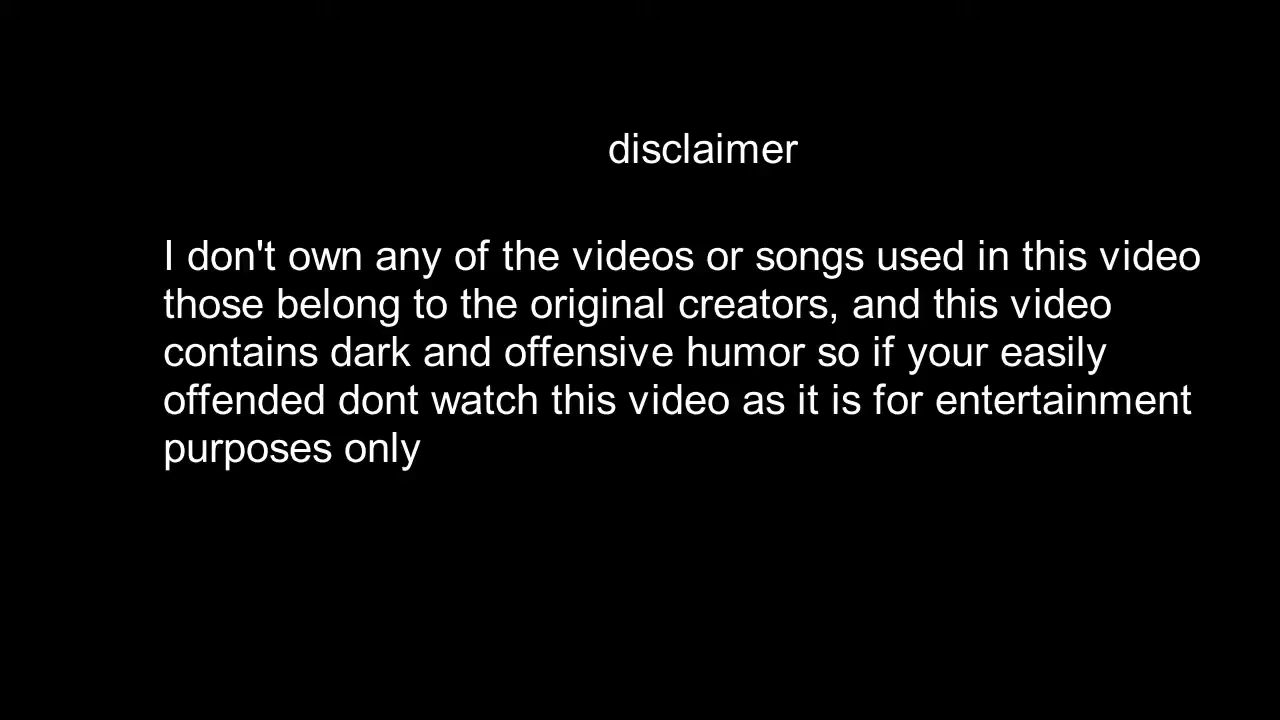 disclaimer
I don't own any of the videos or songs used in this video
those belong to the original creators, and this video
contains dark and offensive humor so if your easily
offended dont watch this video as it is for entertainment
purposes only